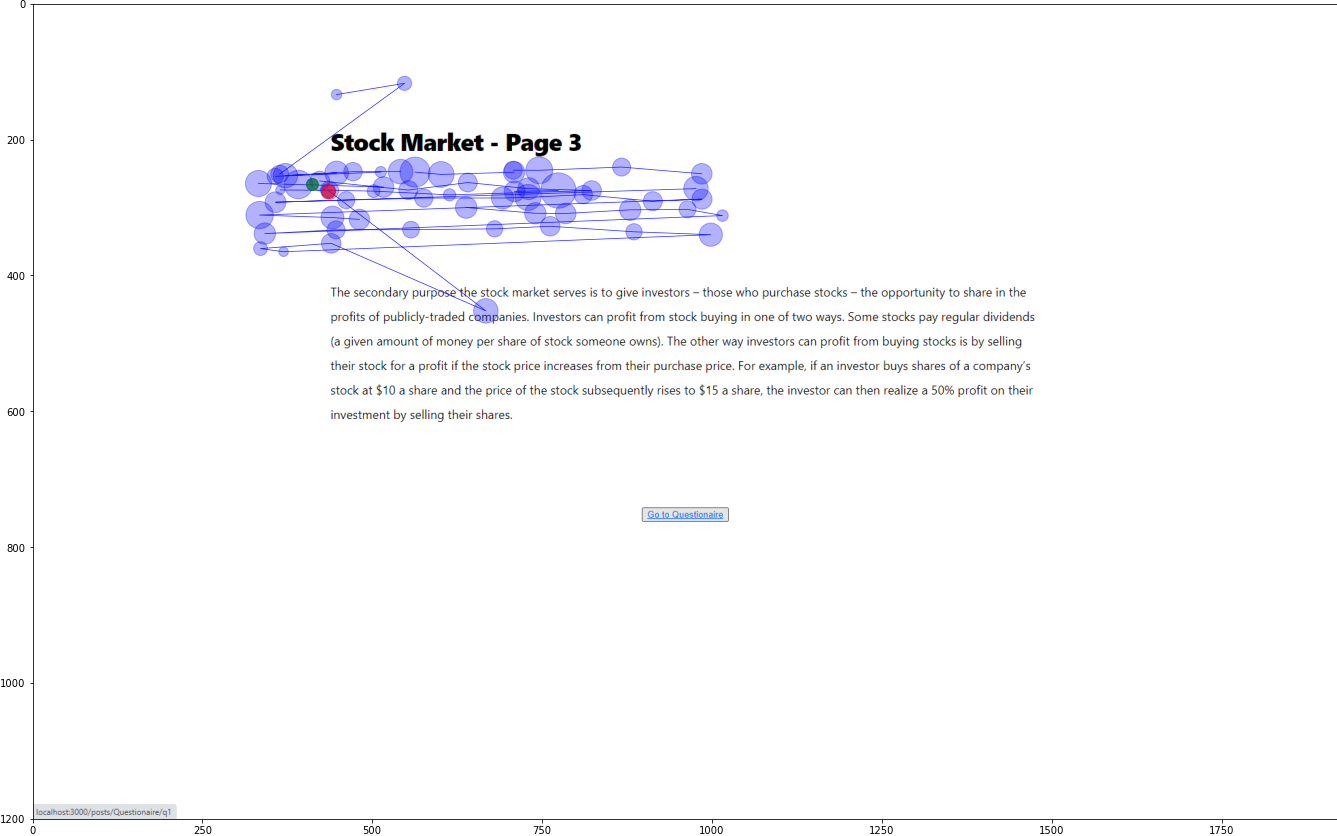 0
200
Stock Market - Page 3
400
The secondary purpose the stock market serves is to give investors – those who purchase stocks – the opportunity to share in the
profits of publicly-traded companies. Investors can profit from stock buying in one of two ways. Some stocks pay regular dividends
(a given amount of money per share of stock someone owns). The other way investors can profit from buying stocks is by selling
their stock for a profit if the stock price increases from their purchase price. For example, if an investor buys shares of a company’s
stock at $10 a share and the price of the stock subsequently rises to $15 a share, the investor can then realize a 50% profit on their
600
investment by selling their shares.
Go to Questionaire
800
1000
localhost:3000/posts/Questionaire/q1
1200
0 250 500 750 1000 1250 1500 1750